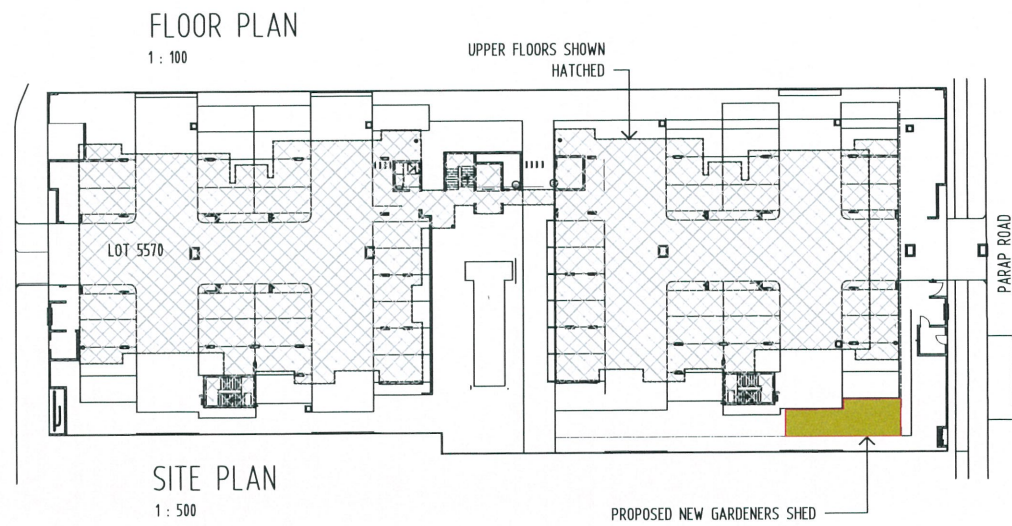 FLOOR PLAN
1 : 100
UPPER FLOORS SHOWN
HATCHED
LOT 5570
PARAP ROAD
SITE PLAN
1 : 500
PROPOSED NEW GARDENERS SHED